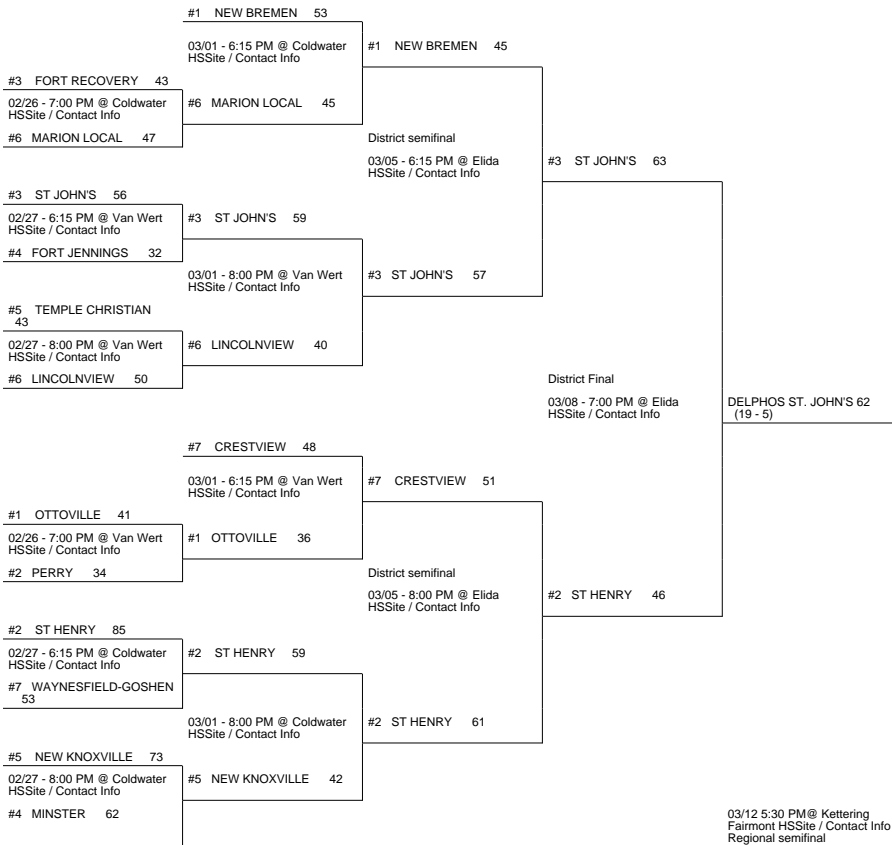 #1 NEW BREMEN 53
03/01 - 6:15 PM @ Coldwater
HSSite / Contact Info
#1 NEW BREMEN 45
#3 FORT RECOVERY 43
02/26 - 7:00 PM @ Coldwater
HSSite / Contact Info
#6 MARION LOCAL 45
#6 MARION LOCAL 47
District semifinal
03/05 - 6:15 PM @ Elida
HSSite / Contact Info
#3 ST JOHN'S 63
#3 ST JOHN'S 56
02/27 - 6:15 PM @ Van Wert
HSSite / Contact Info
#3 ST JOHN'S 59
#4 FORT JENNINGS 32
03/01 - 8:00 PM @ Van Wert
HSSite / Contact Info
#3 ST JOHN'S 57
#5 TEMPLE CHRISTIAN
43
02/27 - 8:00 PM @ Van Wert
HSSite / Contact Info
#6 LINCOLNVIEW 40
#6 LINCOLNVIEW 50
District Final
03/08 - 7:00 PM @ Elida
HSSite / Contact Info
DELPHOS ST. JOHN'S 62
(19 - 5)
#7 CRESTVIEW 48
03/01 - 6:15 PM @ Van Wert
HSSite / Contact Info
#7 CRESTVIEW 51
#1 OTTOVILLE 41
02/26 - 7:00 PM @ Van Wert
HSSite / Contact Info
#1 OTTOVILLE 36
#2 PERRY 34
District semifinal
03/05 - 8:00 PM @ Elida
HSSite / Contact Info
#2 ST HENRY 46
#2 ST HENRY 85
02/27 - 6:15 PM @ Coldwater
HSSite / Contact Info
#2 ST HENRY 59
#7 WAYNESFIELD-GOSHEN
53
03/01 - 8:00 PM @ Coldwater
HSSite / Contact Info
#2 ST HENRY 61
#5 NEW KNOXVILLE 73
02/27 - 8:00 PM @ Coldwater
HSSite / Contact Info
#5 NEW KNOXVILLE 42
#4 MINSTER 62
03/12 5:30 PM@ Kettering
Fairmont HSSite / Contact Info
Regional semifinal